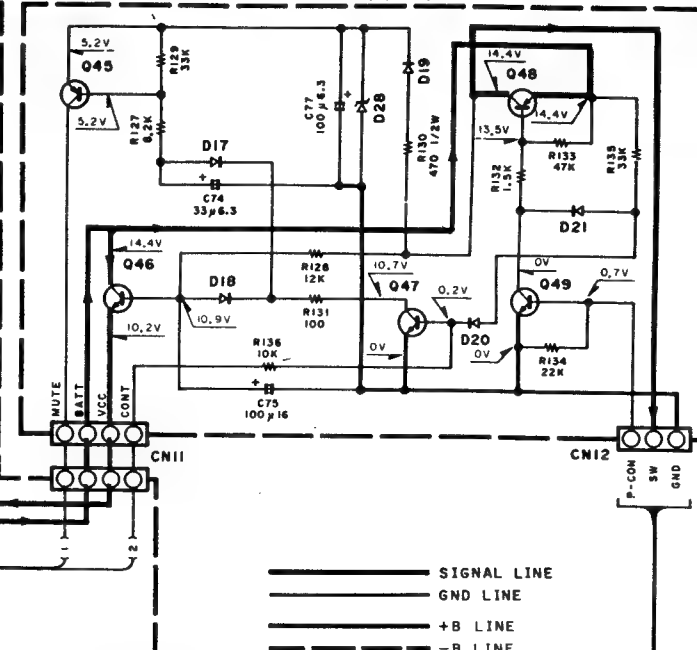 5.2V
Q45
5.2V
R129
33K
R127
8.2K
D17
+
C74
33μ6.3
C77
100μ6.3
+
D28
D19
R130
470 1/2W
14.4V
Q48
14.4V
13.5V
R133
47K
R132
1.5K
R135
33K
D21
14.4V
Q46
10.2V
D18
10.9V
R128
12K
10.7V
R131
100
Q47
0.2V
0V
D20
0V
Q49
0.7V
0V
R134
22K
R136
10K
+
C75
100μ16
MUTE
BATT
VCC
CONT
CN11
CN12
P-CON
SW
GND
1
2
SIGNAL LINE
GND LINE
+B LINE
-B LINE